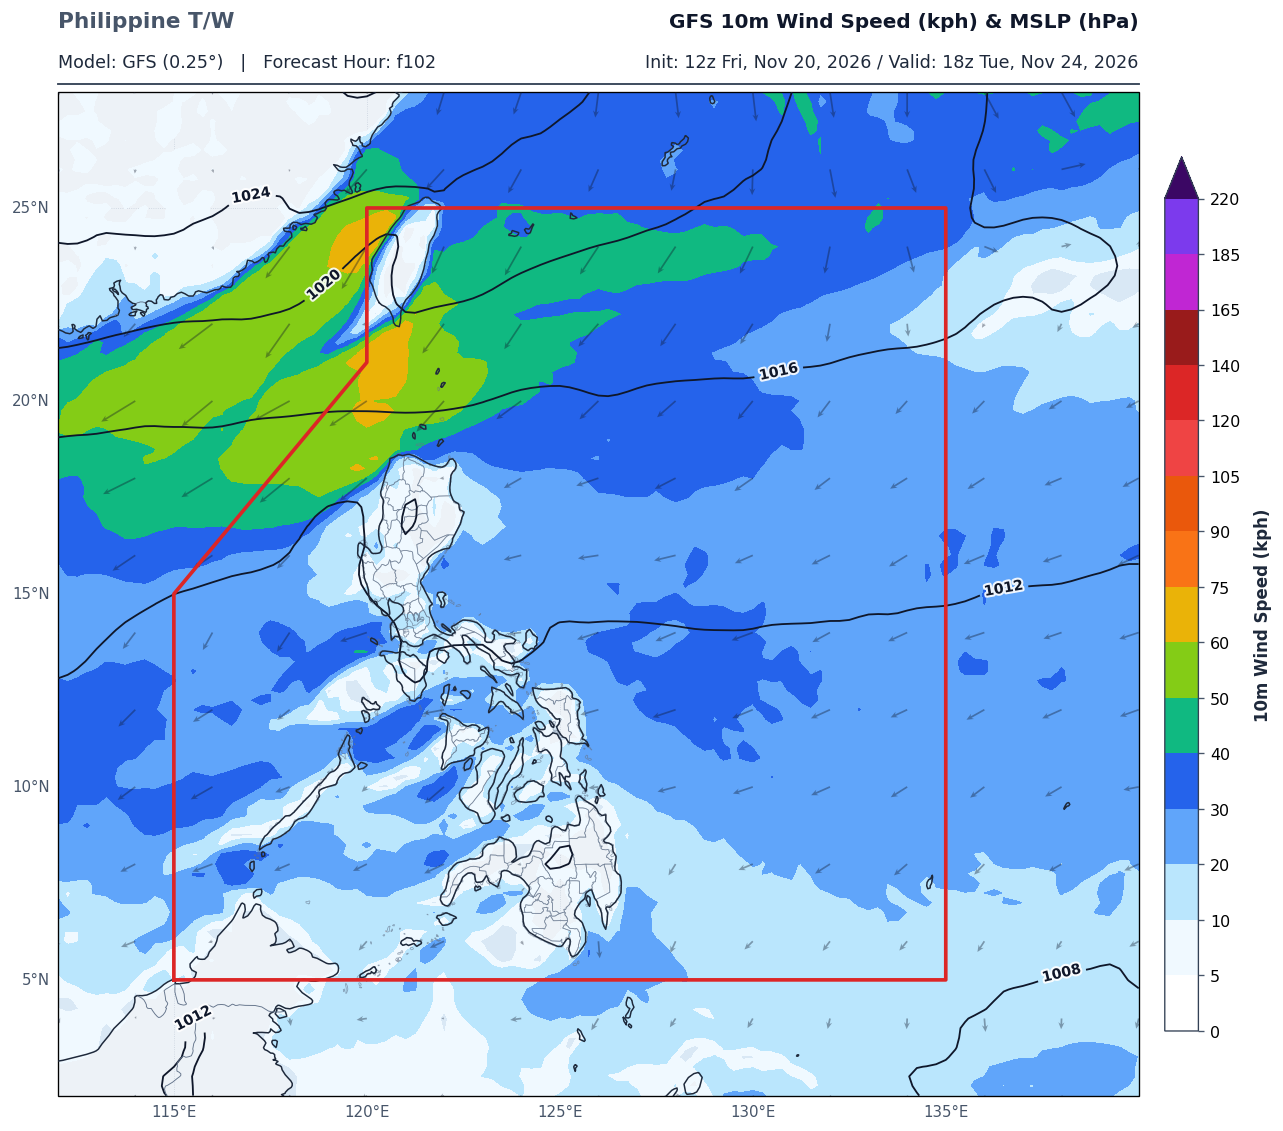 Philippine T/W
GFS 10m Wind Speed (kph) & MSLP (hPa)
Model: GFS (0.25°) | Forecast Hour: f102
Init: 12z Fri, Nov 20, 2026 / Valid: 18z Tue, Nov 24, 2026
1024
1020
1016
1012
1008
1012
25°N
20°N
15°N
10°N
5°N
115°E
120°E
125°E
130°E
135°E
220
185
165
140
120
105
90
75
60
50
40
30
20
10
5
0
10m Wind Speed (kph)